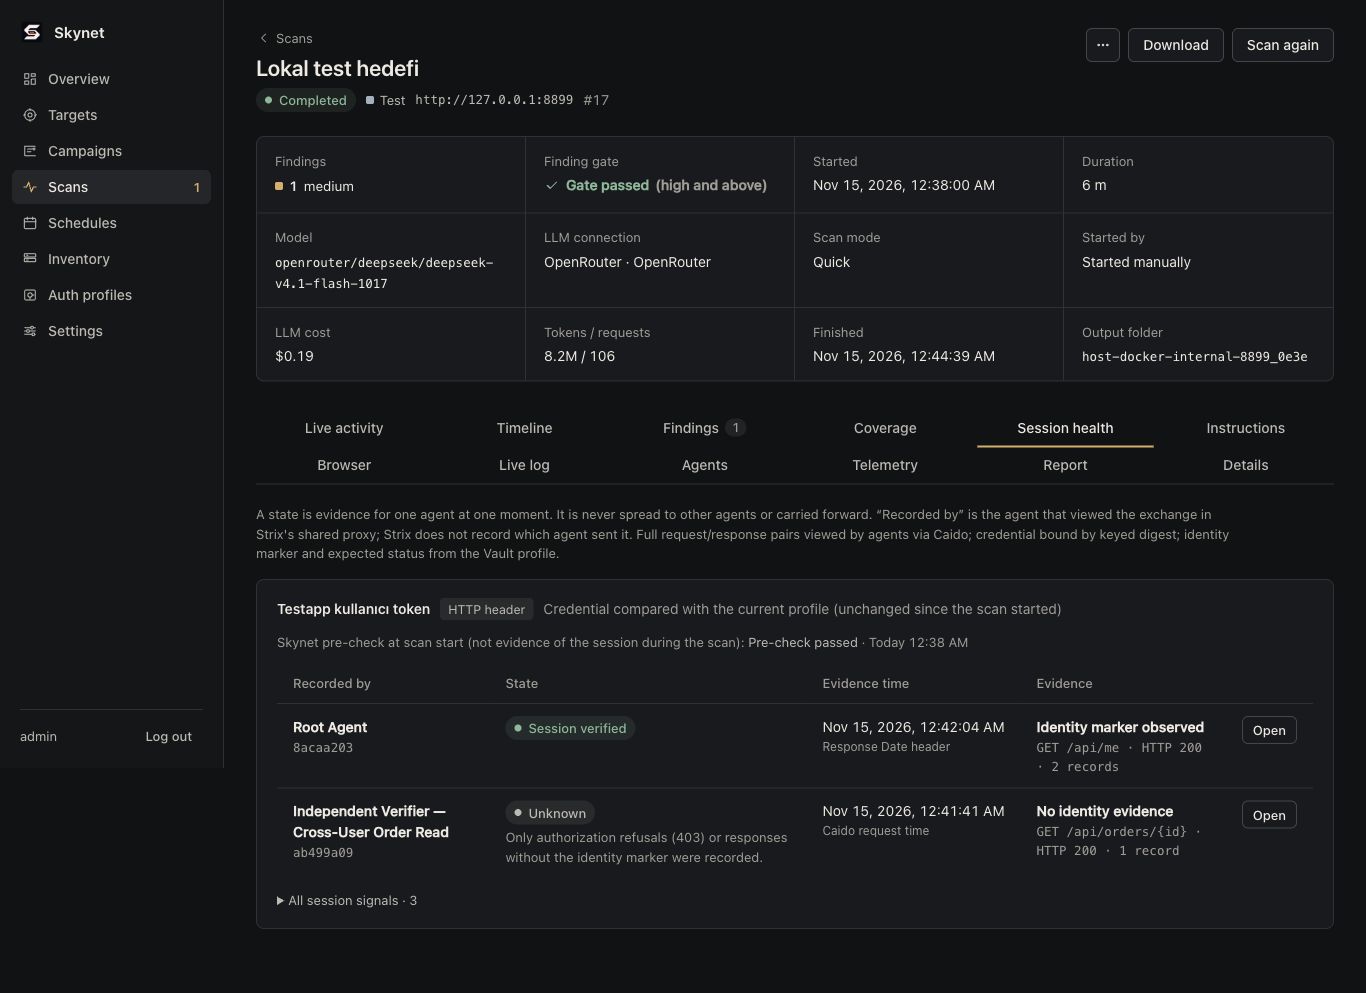 Skynet
Overview
Targets
Campaigns
Scans 1
Schedules
Inventory
Auth profiles
Settings
admin Log out
Scans
Lokal test hedefi
Completed Test http://127.0.0.1:8899 #17
··· Download Scan again
Findings
1 medium
Finding gate
Gate passed (high and above)
Started
Nov 15, 2026, 12:38:00 AM
Duration
6 m
Model
openrouter/deepseek/deepseek-
v4.1-flash-1017
LLM connection
OpenRouter · OpenRouter
Scan mode
Quick
Started by
Started manually
LLM cost
$0.19
Tokens / requests
8.2M / 106
Finished
Nov 15, 2026, 12:44:39 AM
Output folder
host-docker-internal-8899_0e3e
Live activity Timeline Findings 1 Coverage Session health Instructions
Browser Live log Agents Telemetry Report Details
A state is evidence for one agent at one moment. It is never spread to other agents or carried forward. “Recorded by” is the agent that viewed the exchange in
Strix's shared proxy; Strix does not record which agent sent it. Full request/response pairs viewed by agents via Caido; credential bound by keyed digest; identity
marker and expected status from the Vault profile.
Testapp kullanıcı token HTTP header Credential compared with the current profile (unchanged since the scan started)
Skynet pre-check at scan start (not evidence of the session during the scan): Pre-check passed · Today 12:38 AM
Recorded by State Evidence time Evidence
Root Agent
8acaa203
Session verified
Nov 15, 2026, 12:42:04 AM
Response Date header
Identity marker observed
GET /api/me · HTTP 200
· 2 records
Open
Independent Verifier —
Cross-User Order Read
ab499a09
Unknown
Only authorization refusals (403) or responses
without the identity marker were recorded.
Nov 15, 2026, 12:41:41 AM
Caido request time
No identity evidence
GET /api/orders/{id} ·
HTTP 200 · 1 record
Open
All session signals · 3